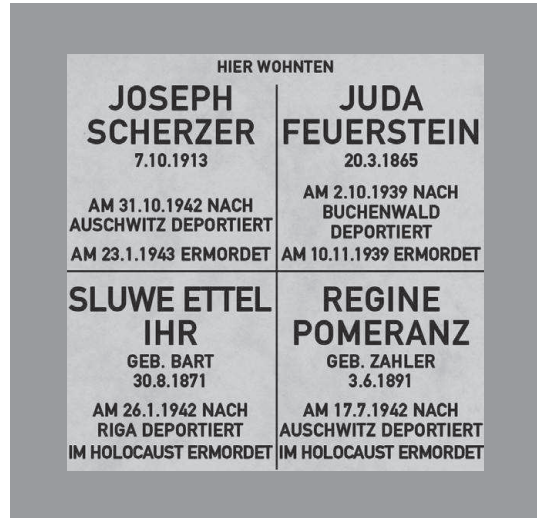 HIER WOHNTEN
JOSEPH
SCHERZER
7.10.1913
AM 31.10.1942 NACH
AUSCHWITZ DEPORTIERT
AM 23.1.1943 ERMORDET
JUDA
FEUERSTEIN
20.3.1865
AM 2.10.1939 NACH
BUCHENWALD
DEPORTIERT
AM 10.11.1939 ERMORDET
SLUWE ETTEL
IHR
GEB. BART
30.8.1871
AM 26.1.1942 NACH
RIGA DEPORTIERT
IM HOLOCAUST ERMORDET
REGINE
POMERANZ
GEB. ZAHLER
3.6.1891
AM 17.7.1942 NACH
AUSCHWITZ DEPORTIERT
IM HOLOCAUST ERMORDET